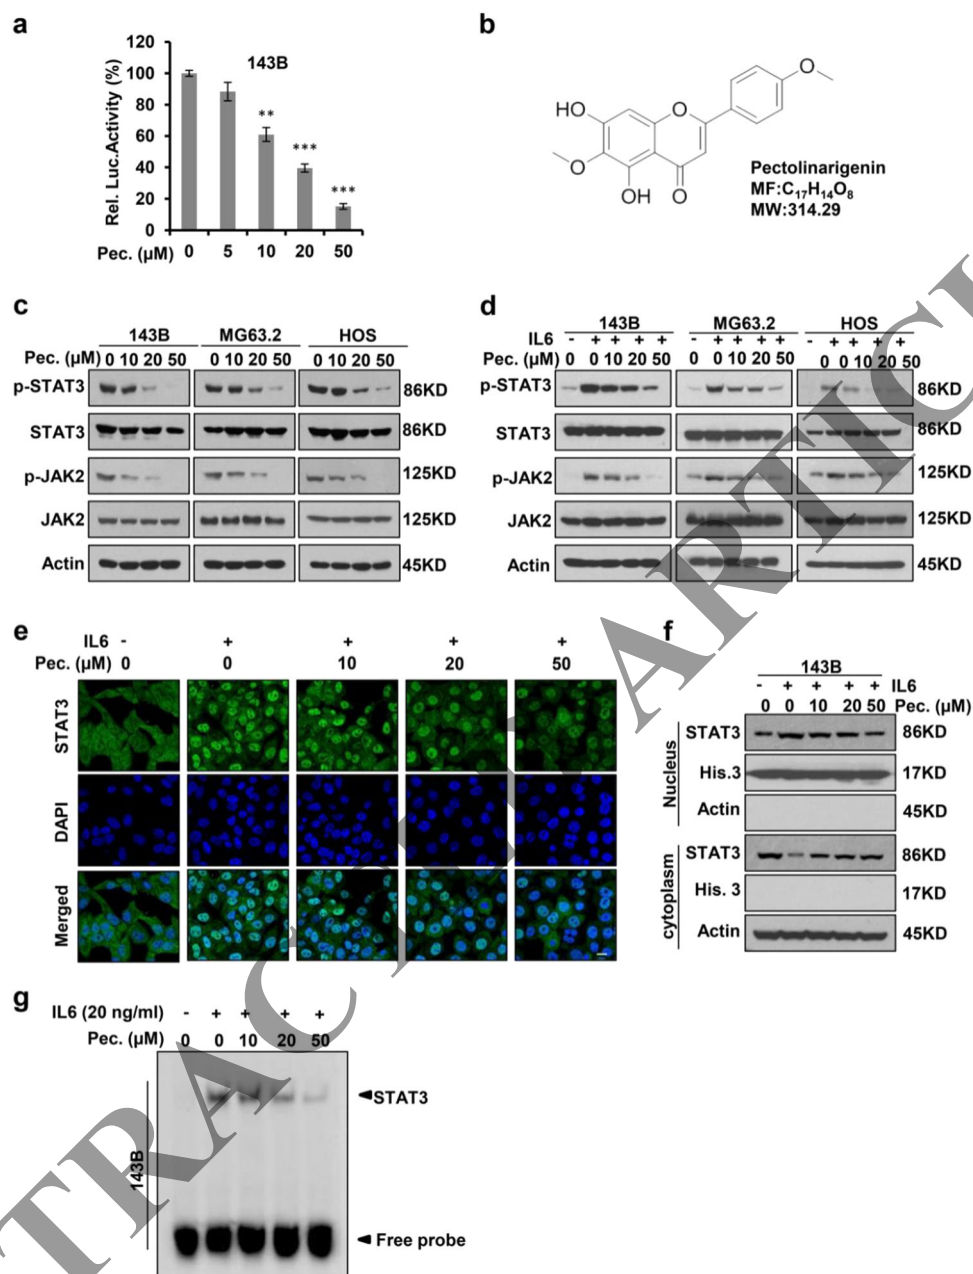 a
120
100
80
60
40
20
0
Rel. Luc.Activity (%)
143B
**
***
***
Pec. (μM) 0 5 10 20 50
b
HO
O
O
O
OH
O
Pectolinarigenin
MF:C₁₇H₁₄O₈
MW:314.29
c
143B MG63.2 HOS
Pec. (μM) 0 10 20 50 0 10 20 50 0 10 20 50
p-STAT3 86KD
STAT3 86KD
p-JAK2 125KD
JAK2 125KD
Actin 45KD
d
143B MG63.2 HOS
IL6 - + + + + - + + + + - + + + +
Pec. (μM) 0 0 10 20 50 0 0 10 20 50 0 0 10 20 50
p-STAT3 86KD
STAT3 86KD
p-JAK2 125KD
JAK2 125KD
Actin 45KD
e
IL6 - + + + +
Pec. (μM) 0 0 10 20 50
STAT3
DAPI
Merged
f
143B
- + + + + IL6
0 0 10 20 50 Pec. (μM)
Nucleus
STAT3 86KD
His.3 17KD
Actin 45KD
cytoplasm
STAT3 86KD
His. 3 17KD
Actin 45KD
g
IL6 (20 ng/ml) - + + + +
Pec. (μM) 0 0 10 20 50
143B
STAT3
Free probe
TRACTED ARTIC